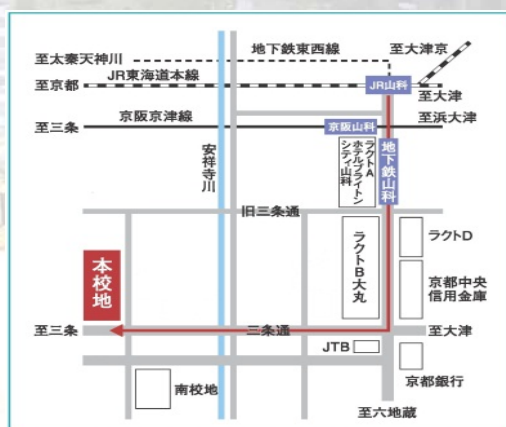 地下鉄東西線
至大津京
至太秦天神川
JR東海道本線
至京都
JR山科
至大津
京阪京津線
至浜大津
至三条
京阪山科
安祥寺川
ラクトA
ホテルブライトン
シティ山科
地下鉄山科
旧三条通
ラクトD
ラクトB大丸
本校地
京都中央
信用金庫
至三条
三条通
至大津
JTB
南校地
京都銀行
至六地蔵